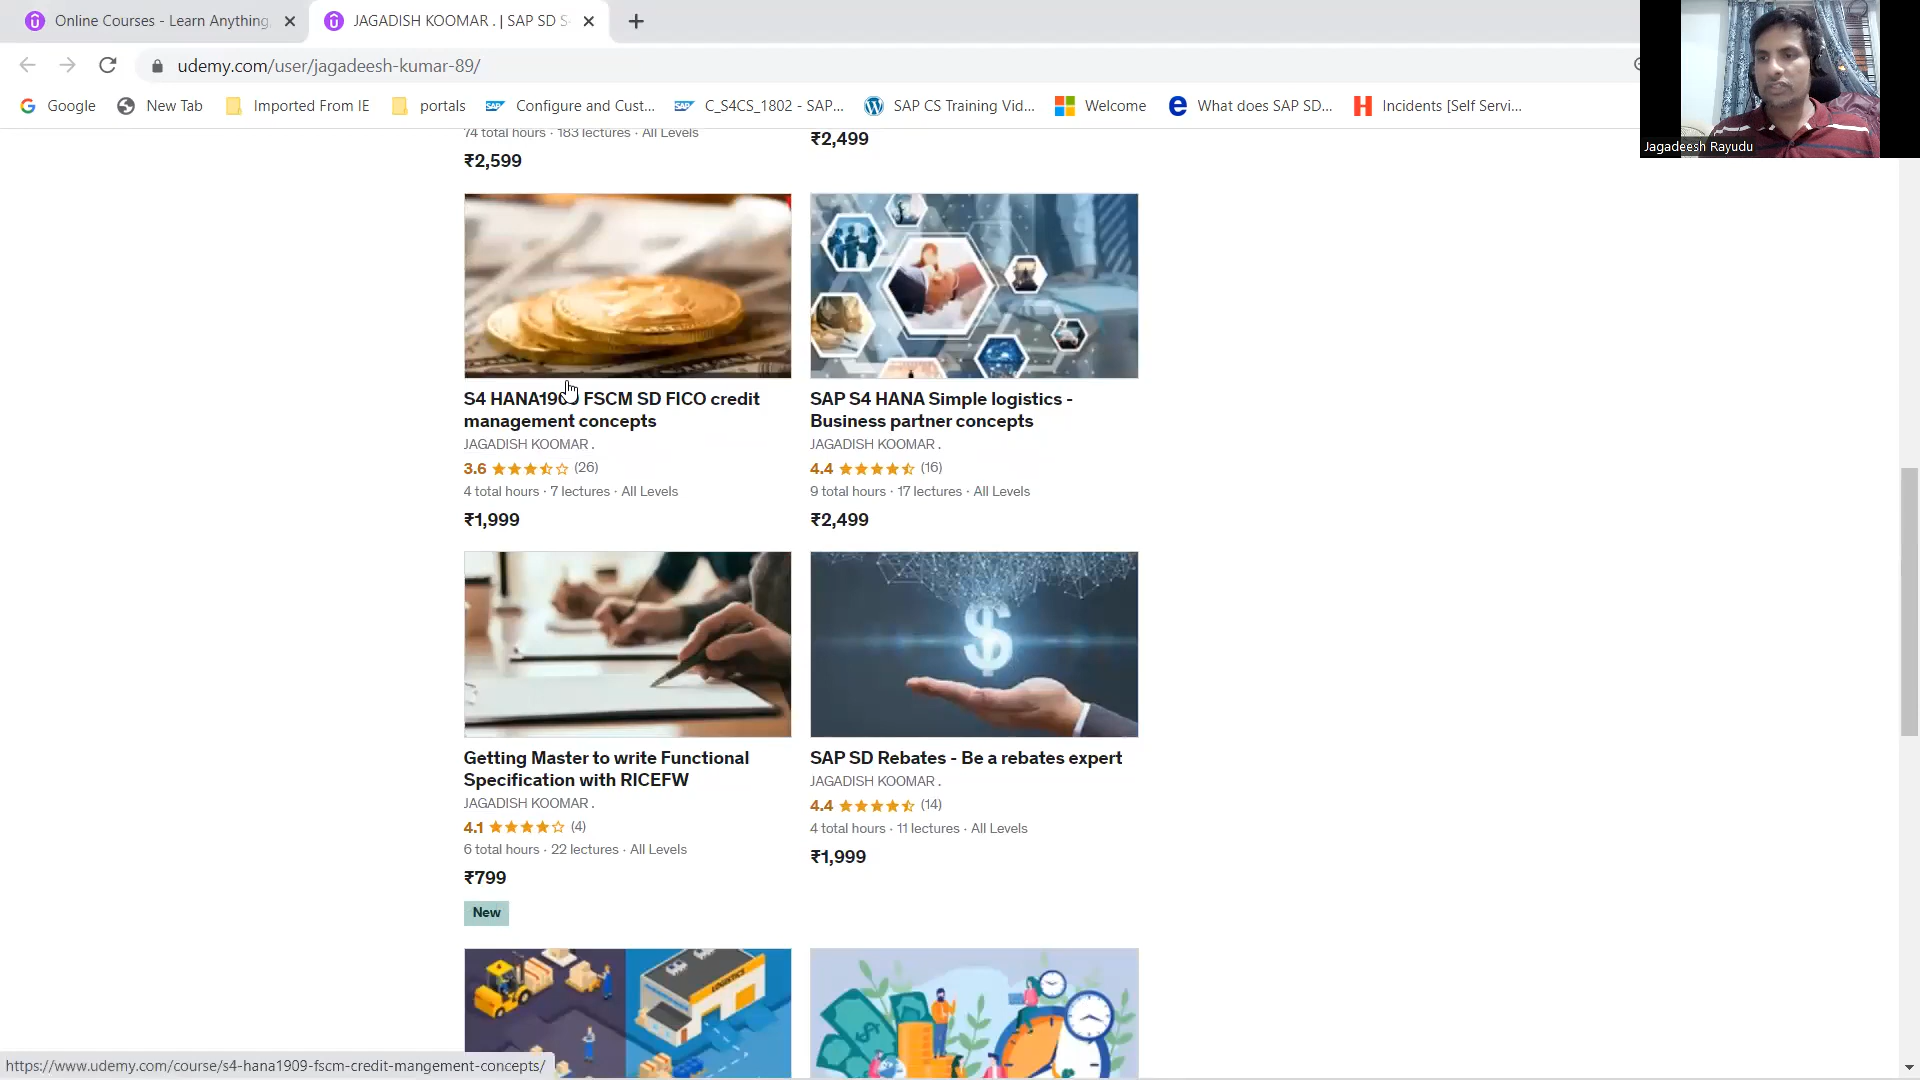 Online Courses - Learn Anything,
JAGADISH KOOMAR . | SAP SD S
udemy.com/user/jagadeesh-kumar-89/
Google
New Tab
Imported From IE
portals
Configure and Cust...
C_S4CS_1802 - SAP...
SAP CS Training Vid...
Welcome
What does SAP SD...
Incidents [Self Servi...
Jagadeesh Rayudu
74 total hours · 183 lectures · All Levels
₹2,599
₹2,499
S4 HANA1909 FSCM SD FICO credit
management concepts
JAGADISH KOOMAR .
3.6 (26)
4 total hours · 7 lectures · All Levels
₹1,999
SAP S4 HANA Simple logistics -
Business partner concepts
JAGADISH KOOMAR .
4.4 (16)
9 total hours · 17 lectures · All Levels
₹2,499
Getting Master to write Functional
Specification with RICEFW
JAGADISH KOOMAR .
4.1 (4)
6 total hours · 22 lectures · All Levels
₹799
New
SAP SD Rebates - Be a rebates expert
JAGADISH KOOMAR .
4.4 (14)
4 total hours · 11 lectures · All Levels
₹1,999
LOGISTICS
https://www.udemy.com/course/s4-hana1909-fscm-credit-mangement-concepts/